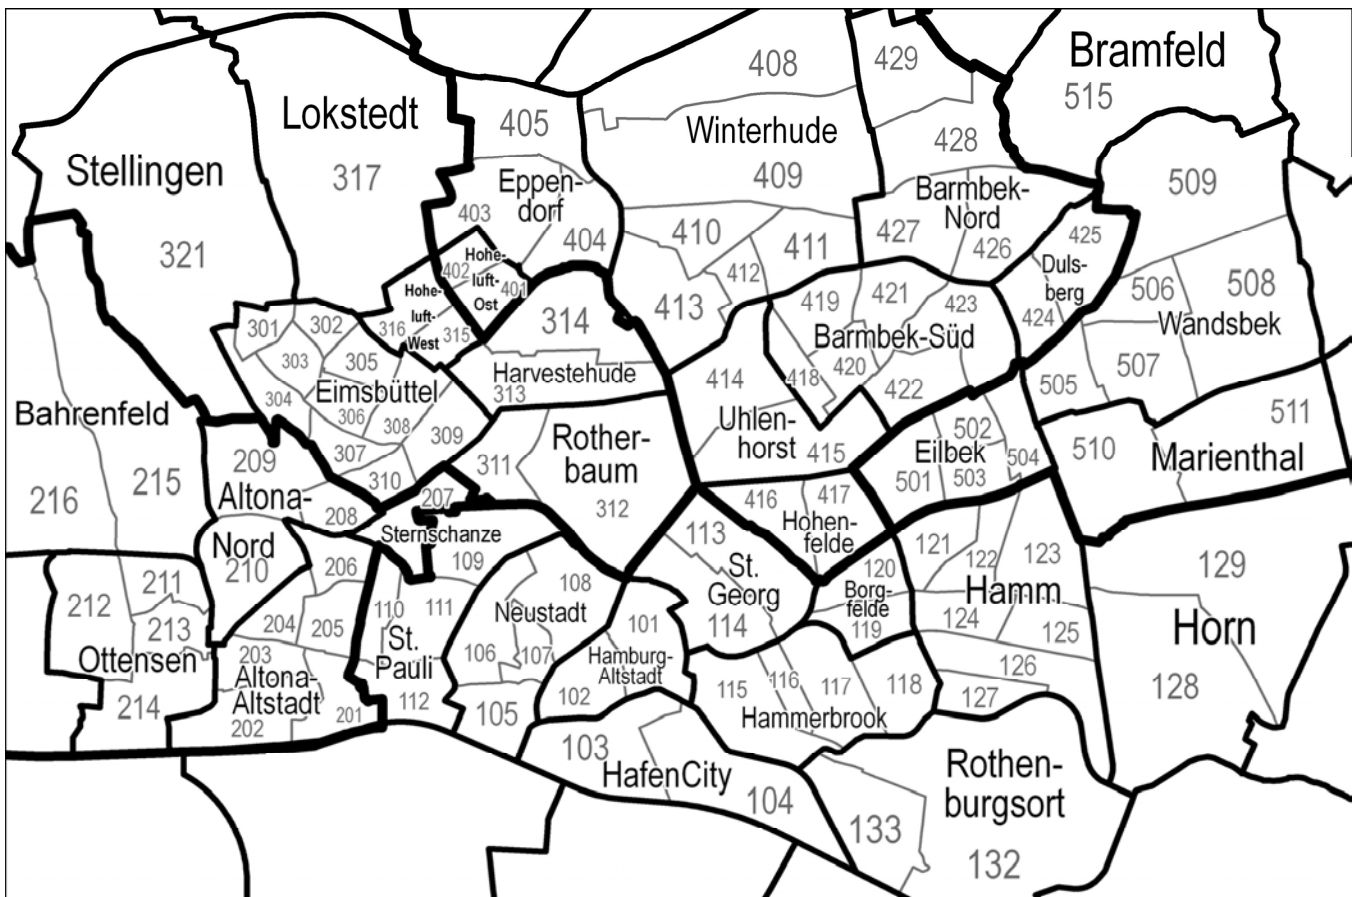 408
429
Bramfeld
515
Lokstedt
405
Winterhude
428
Stellingen
317
Eppen-
dorf
409
Barmbek-
Nord
509
403
404
410
411
427
426
425
321
402
Hohe-
luft-
Ost
401
412
Duls-
berg
506
508
Hohe-
luft-
West
316
315
314
413
419
421
423
424
Wandsbek
301
302
303
305
Barmbek-Süd
420
507
Harvestehude
313
414
418
422
505
304
Eimsbüttel
306
308
309
Uhlen-
horst
415
511
Bahrenfeld
Rother-
baum
502
Eilbek
504
510
Marienthal
209
307
310
311
501
503
216
215
Altona-
Nord
210
208
207
312
416
417
Hohen-
felde
Sternschanze
113
121
122
123
129
206
109
108
St.
Georg
114
120
Borg-
felde
119
Hamm
211
212
213
204
205
110
111
Neustadt
101
124
125
Horn
Ottensen
203
St.
Pauli
106
107
Hamburg-
Altstadt
126
128
214
Altona-
Altstadt
202
201
112
105
102
115
116
117
118
127
Hammerbrook
103
HafenCity
104
Rothen-
burgsort
133
132